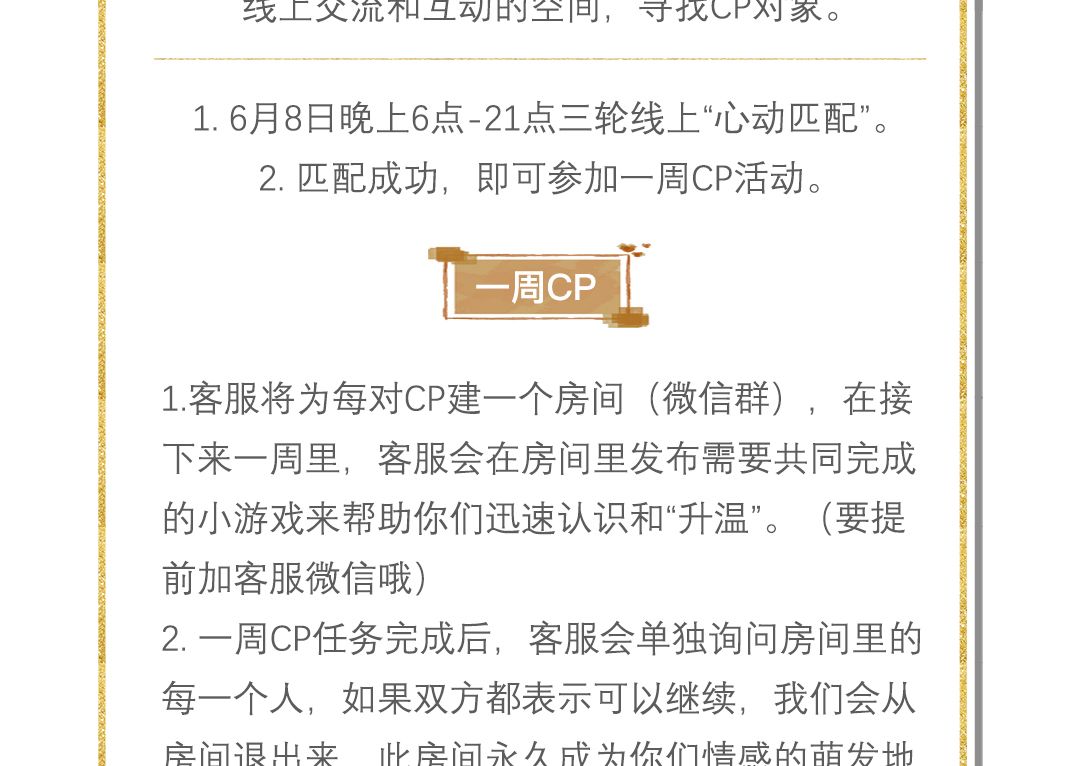 线上交流和互动的空间，寻找CP对象。
1. 6月8日晚上6点-21点三轮线上“心动匹配”。
2. 匹配成功，即可参加一周CP活动。
一周CP
1.客服将为每对CP建一个房间（微信群），在接
下来一周里，客服会在房间里发布需要共同完成
的小游戏来帮助你们迅速认识和“升温”。（要提
前加客服微信哦）
2. 一周CP任务完成后，客服会单独询问房间里的
每一个人，如果双方都表示可以继续，我们会从
房间退出来，此房间永久成为你们情感的萌发地